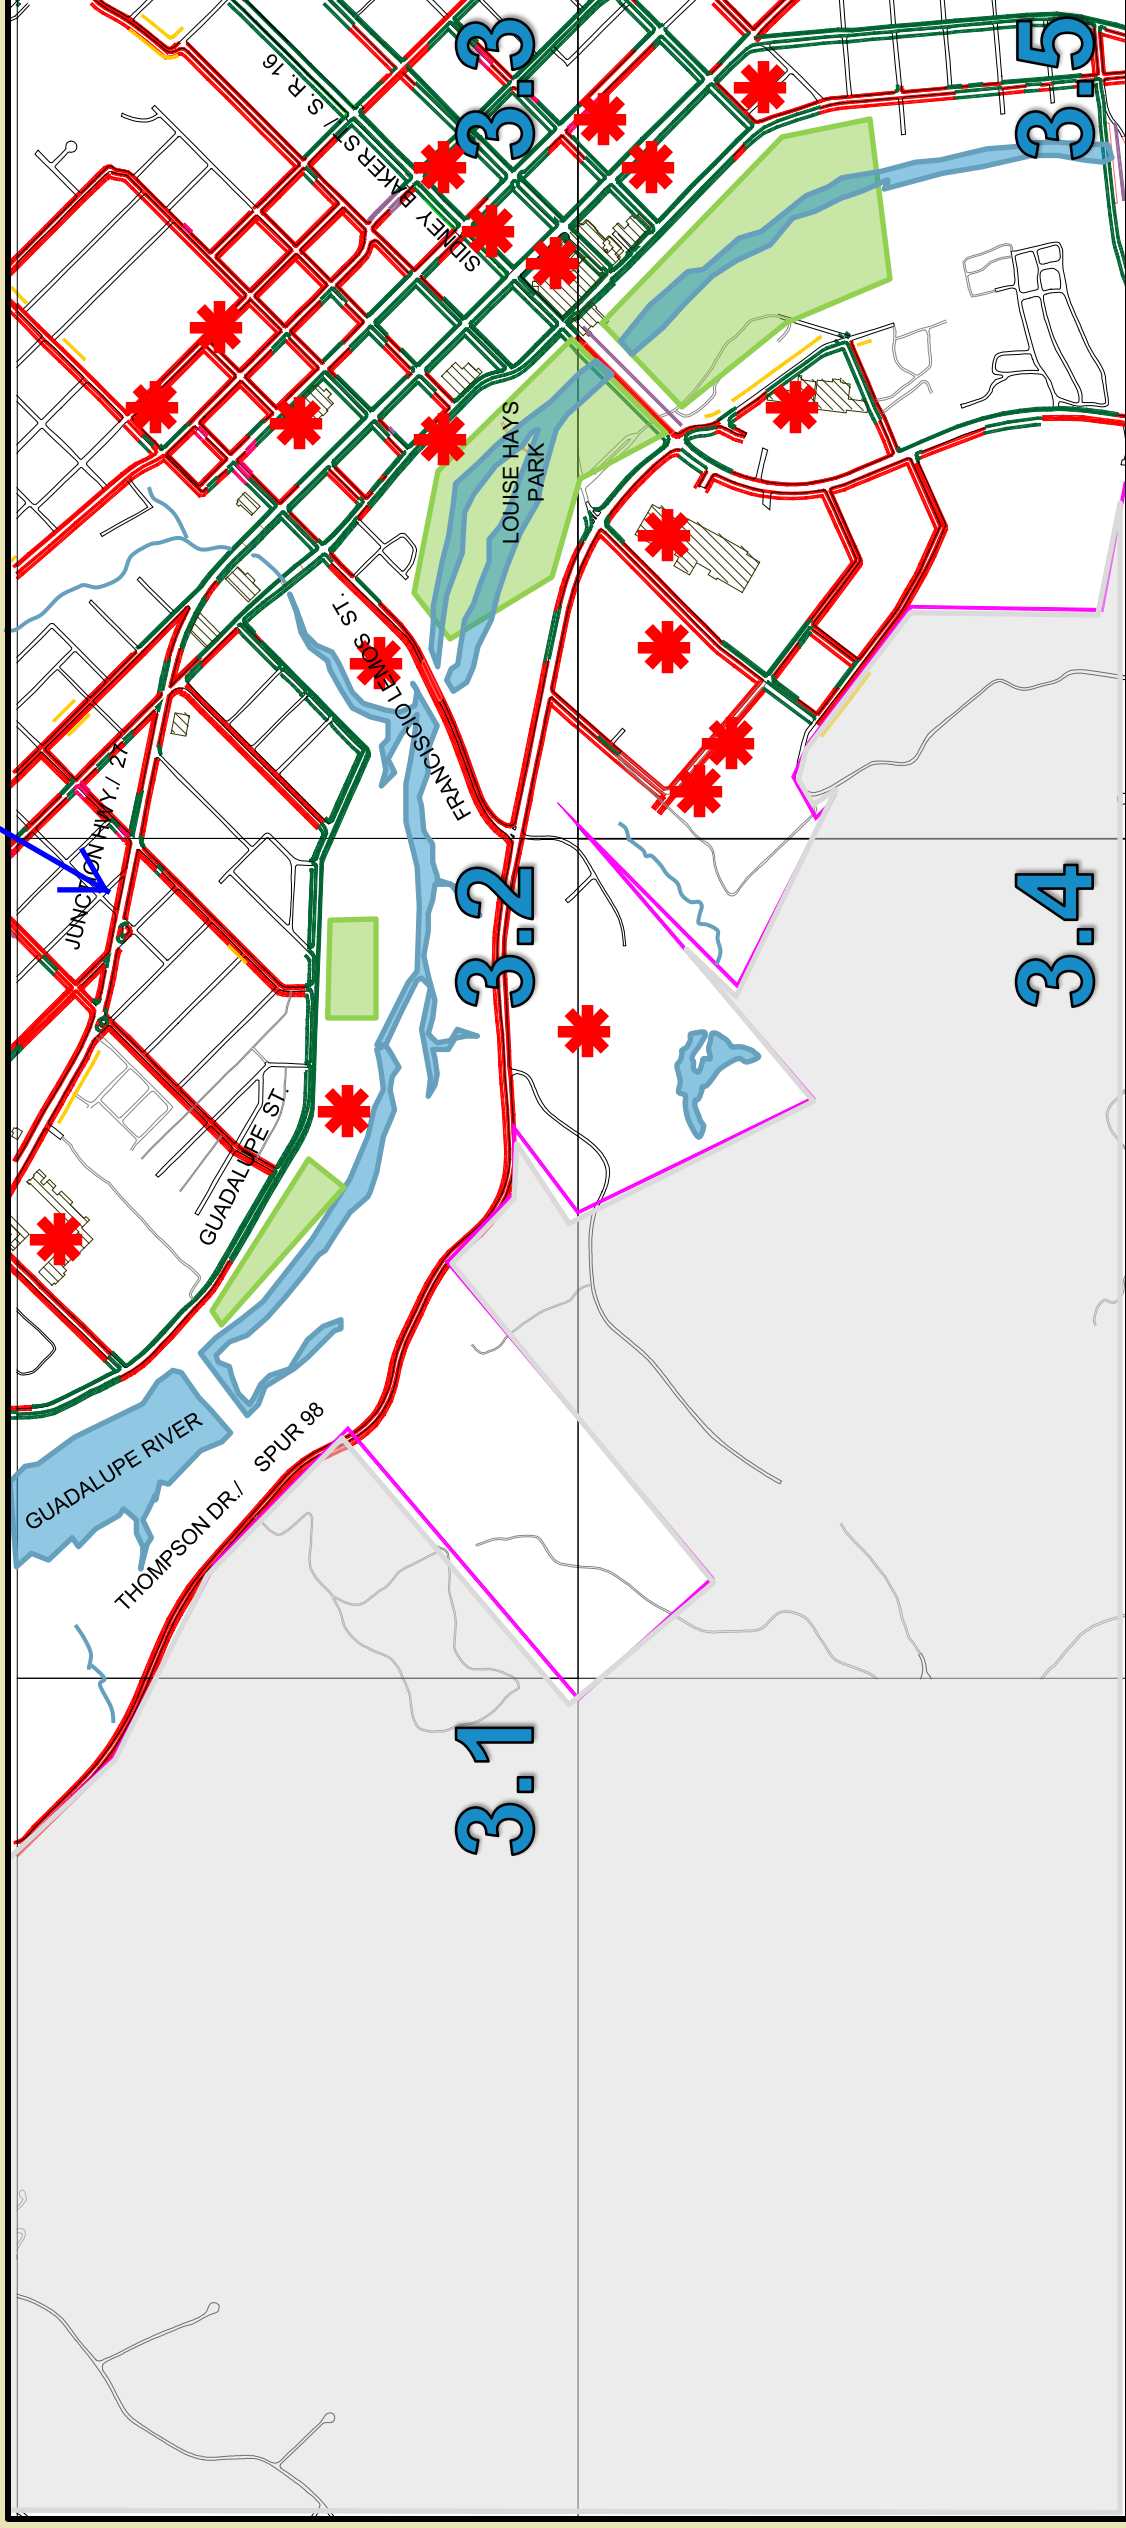 S. R. 16
SIDNEY BAKER ST /
3.3
3.5
LOUISE HAYS
PARK
FRANCISCIO LEMOS ST.
JUNCTION HWY./ 27
3.2
3.4
GUADALUPE ST.
GUADALUPE RIVER
THOMPSON DR./ SPUR 98
3.1